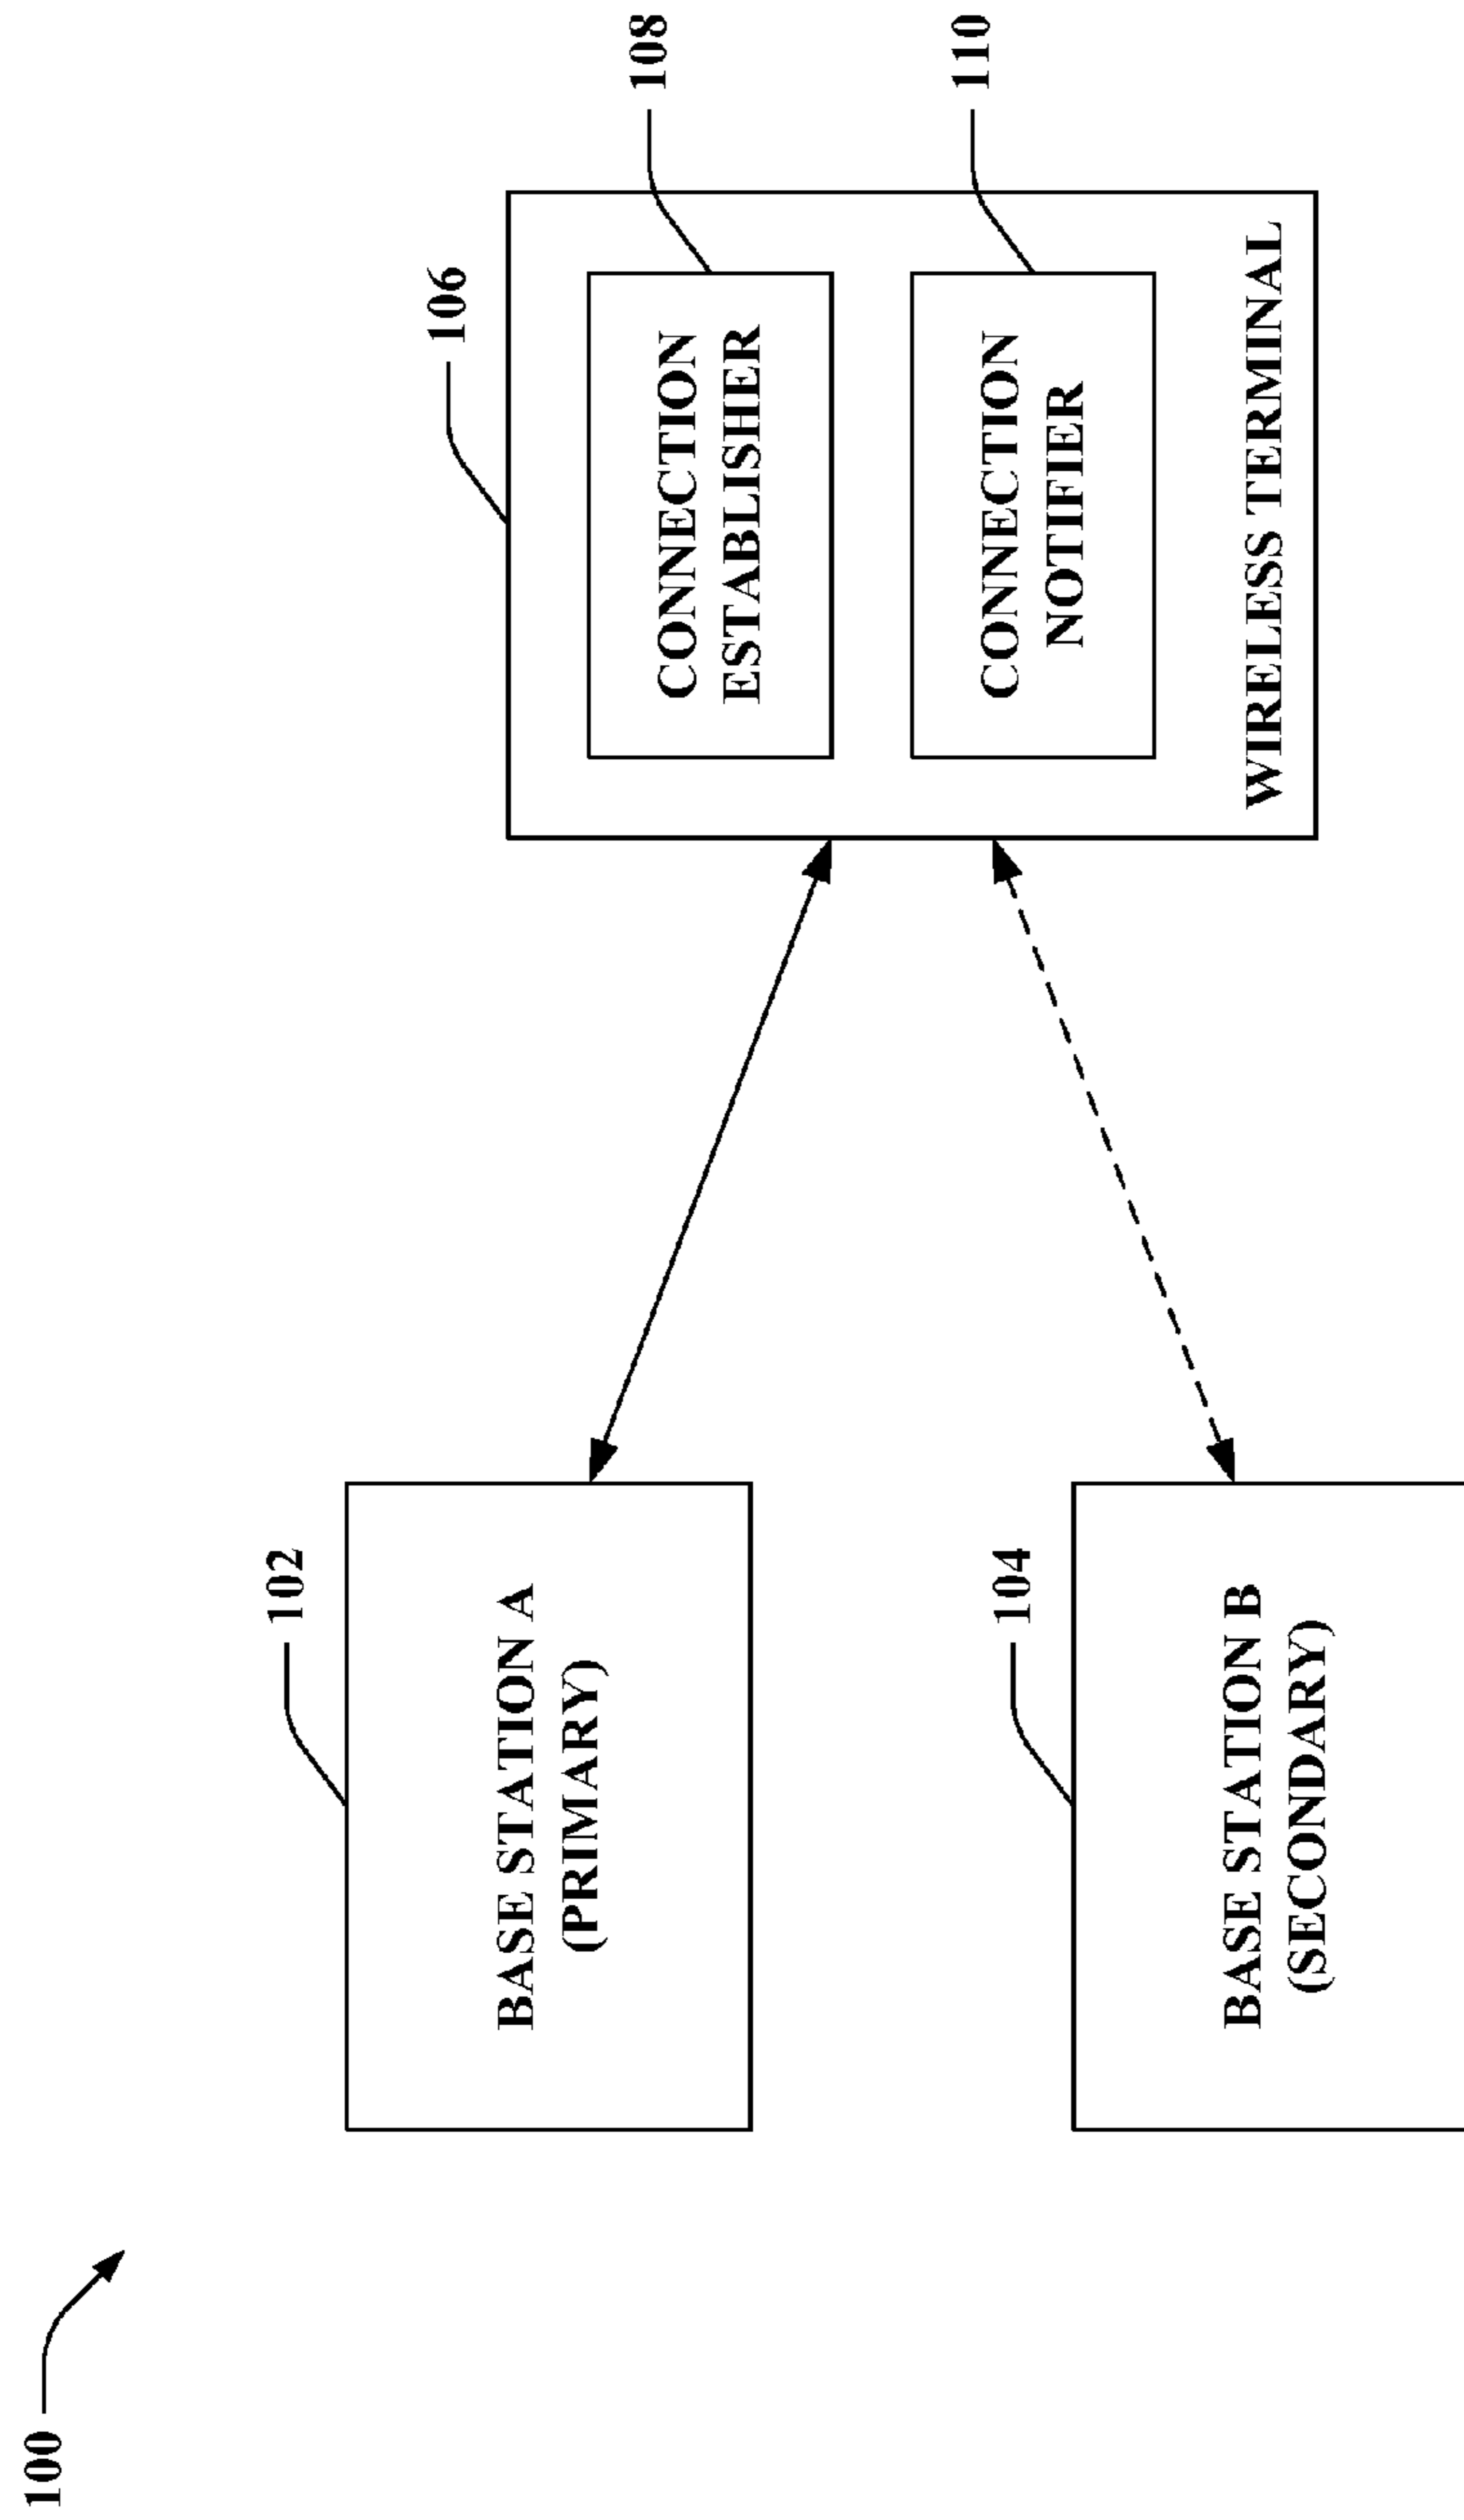 100
102
BASE STATION A
(PRIMARY)
104
BASE STATION B
(SECONDARY)
106
108
CONNECTION
ESTABLISHER
110
CONNECTION
NOTIFIER
WIRELESS TERMINAL